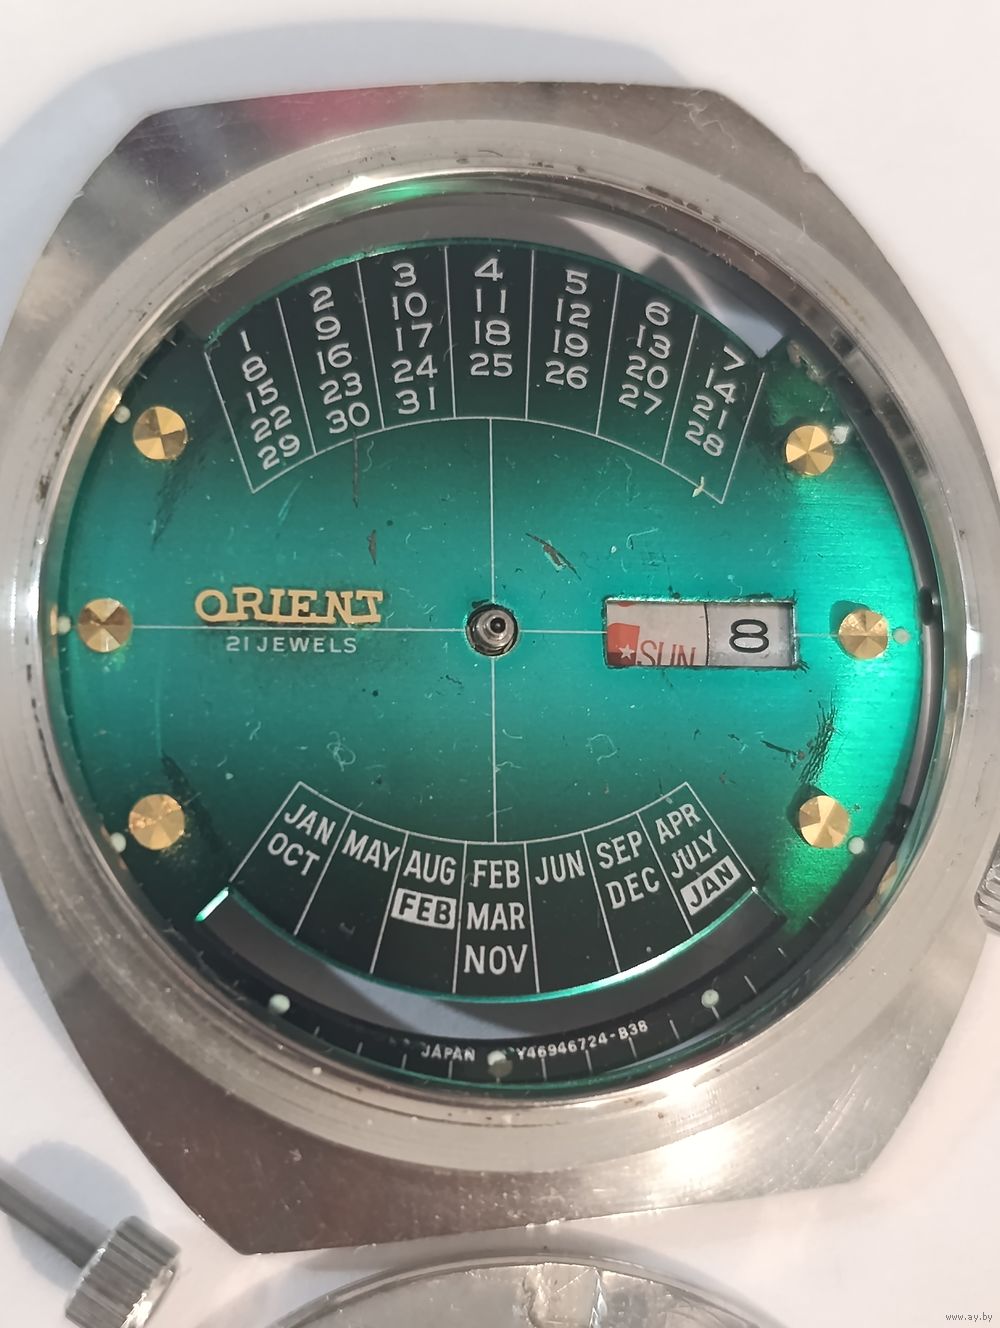 1 2 3 4 5 6 7
8 9 10 11 12 13 14
15 16 17 18 19 20 21
22 23 24 25 26 27 28
29 30 31
ORIENT
21 JEWELS
SUN 8
JAN MAY AUG FEB JUN SEP APR
OCT FEB MAR DEC JULY
NOV JAN
JAPAN Y46946724-B38
www.ay.by